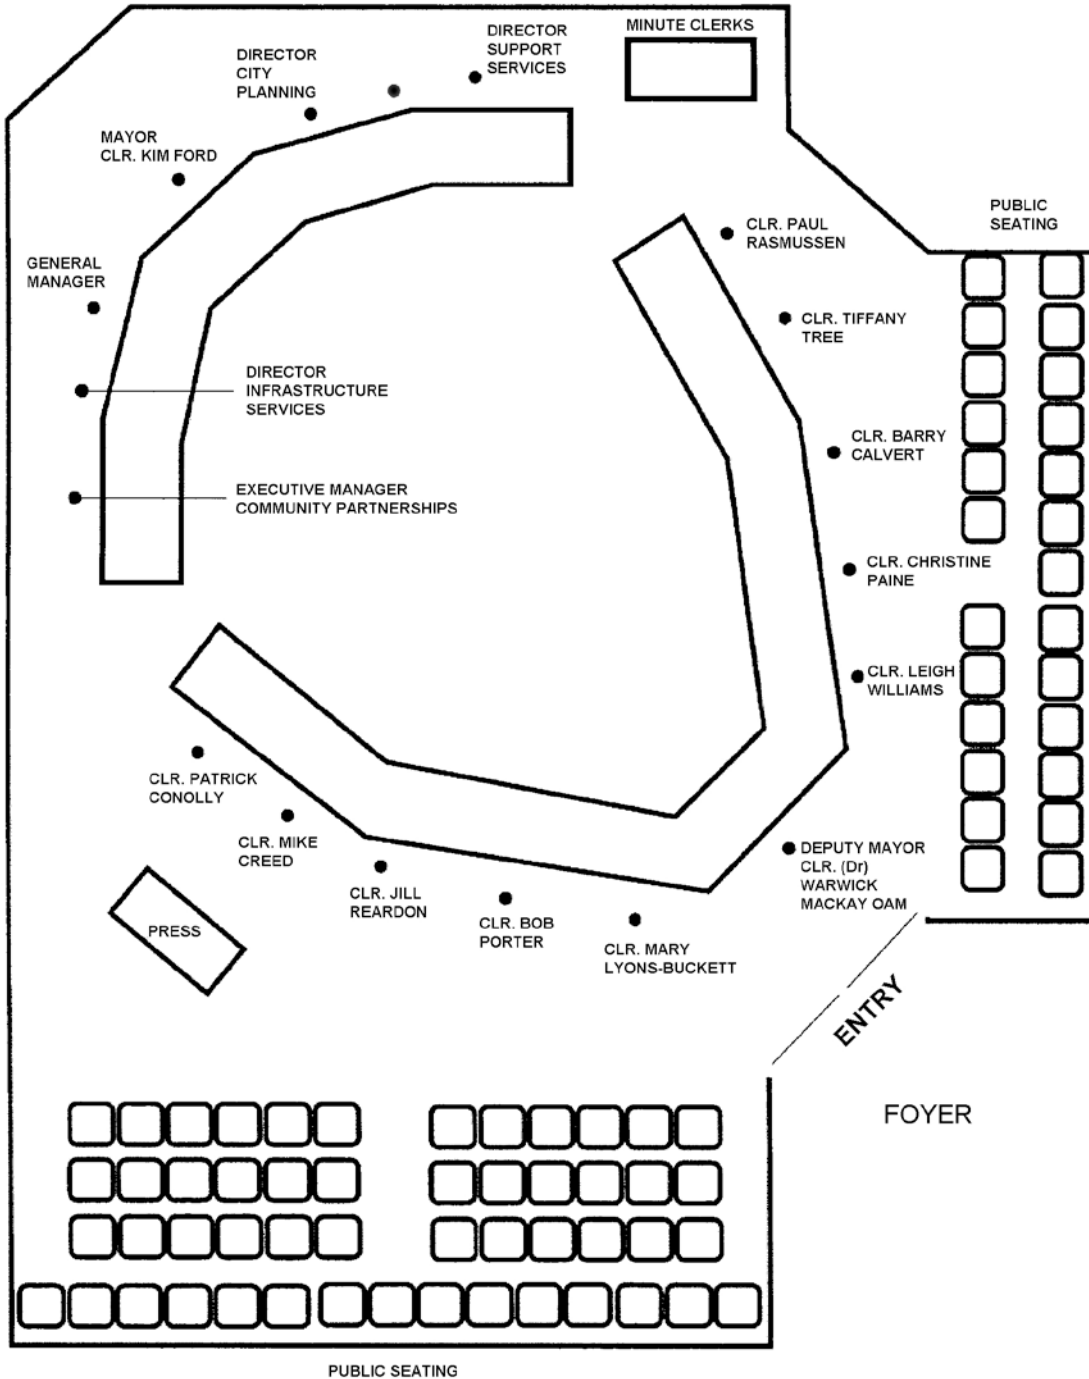 MINUTE CLERKS
DIRECTOR
SUPPORT
SERVICES
DIRECTOR
CITY
PLANNING
MAYOR
CLR. KIM FORD
GENERAL
MANAGER
DIRECTOR
INFRASTRUCTURE
SERVICES
EXECUTIVE MANAGER
COMMUNITY PARTNERSHIPS
CLR. PAUL
RASMUSSEN
PUBLIC
SEATING
CLR. TIFFANY
TREE
CLR. BARRY
CALVERT
CLR. CHRISTINE
PAINE
CLR. LEIGH
WILLIAMS
DEPUTY MAYOR
CLR. (Dr)
WARWICK
MACKAY OAM
CLR. PATRICK
CONOLLY
CLR. MIKE
CREED
CLR. JILL
REARDON
CLR. BOB
PORTER
CLR. MARY
LYONS-BUCKETT
PRESS
ENTRY
FOYER
PUBLIC SEATING